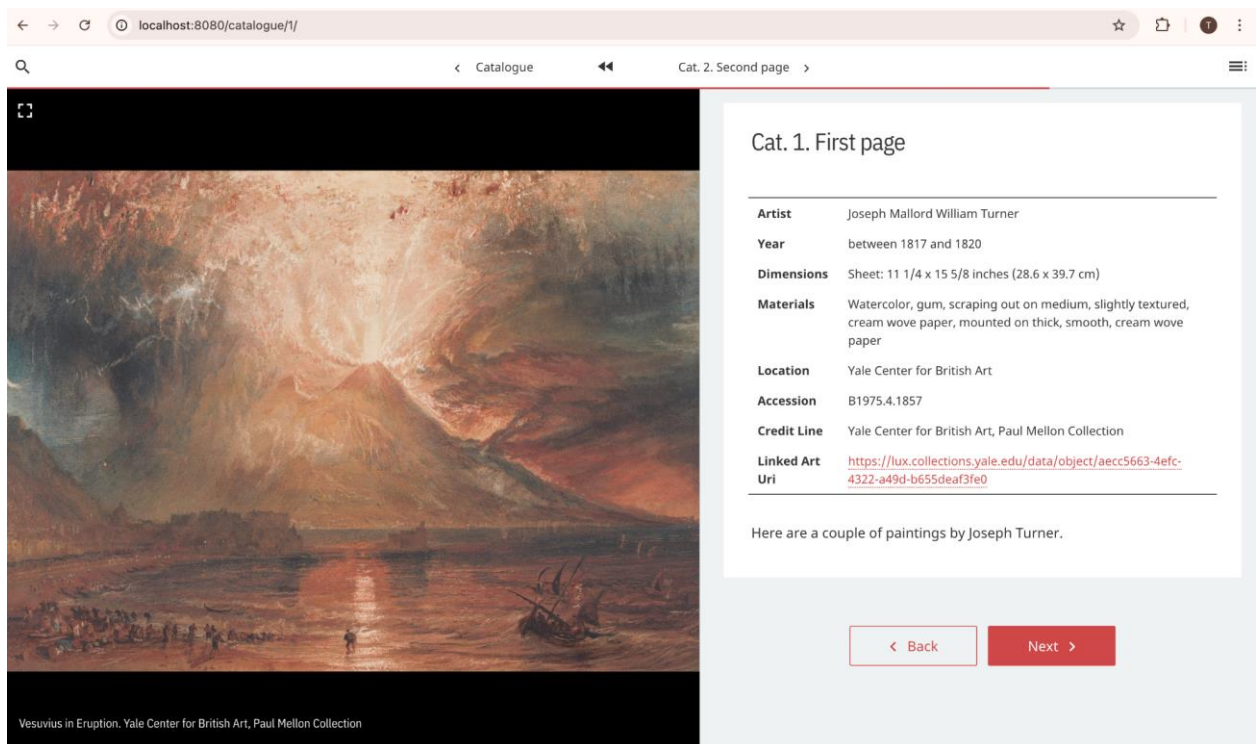 localhost:8080/catalogue/1/
T
Catalogue
Cat. 2. Second page
Cat. 1. First page
Artist Joseph Mallord William Turner
Year between 1817 and 1820
Dimensions Sheet: 11 1/4 x 15 5/8 inches (28.6 x 39.7 cm)
Materials Watercolor, gum, scraping out on medium, slightly textured,
cream wove paper, mounted on thick, smooth, cream wove
paper
Location Yale Center for British Art
Accession B1975.4.1857
Credit Line Yale Center for British Art, Paul Mellon Collection
Linked Art https://lux.collections.yale.edu/data/object/aecc5663-4efc-
Uri 4322-a49d-b655deaf3fe0
Here are a couple of paintings by Joseph Turner.
Back
Next
Vesuvius in Eruption. Yale Center for British Art, Paul Mellon Collection